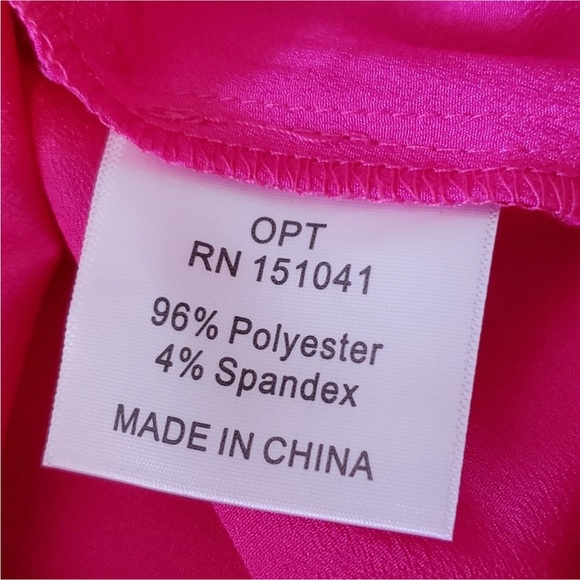 OPT
RN 151041
96% Polyester
4% Spandex
MADE IN CHINA